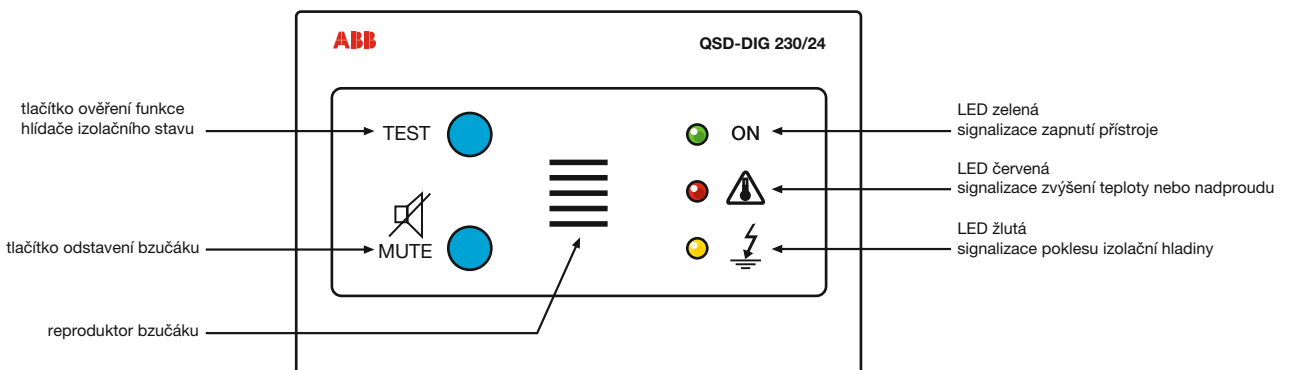 ABB
QSD-DIG 230/24
tlačítko ověření funkce
hlídače izolačního stavu
TEST
ON
LED zelená
signalizace zapnutí přístroje
LED červená
signalizace zvýšení teploty nebo nadproudu
tlačítko odstavení bzučáku
MUTE
LED žlutá
signalizace poklesu izolační hladiny
reproduktor bzučáku